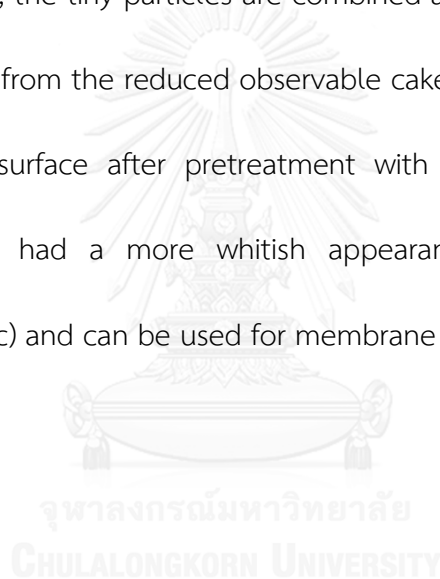 the tiny particles are combined
from the reduced observable cake
surface after pretreatment with
had a more whitish appearan
c) and can be used for membrane
จุฬาลงกรณ์มหาวิทยาลัย
CHULALONGKORN UNIVERSITY